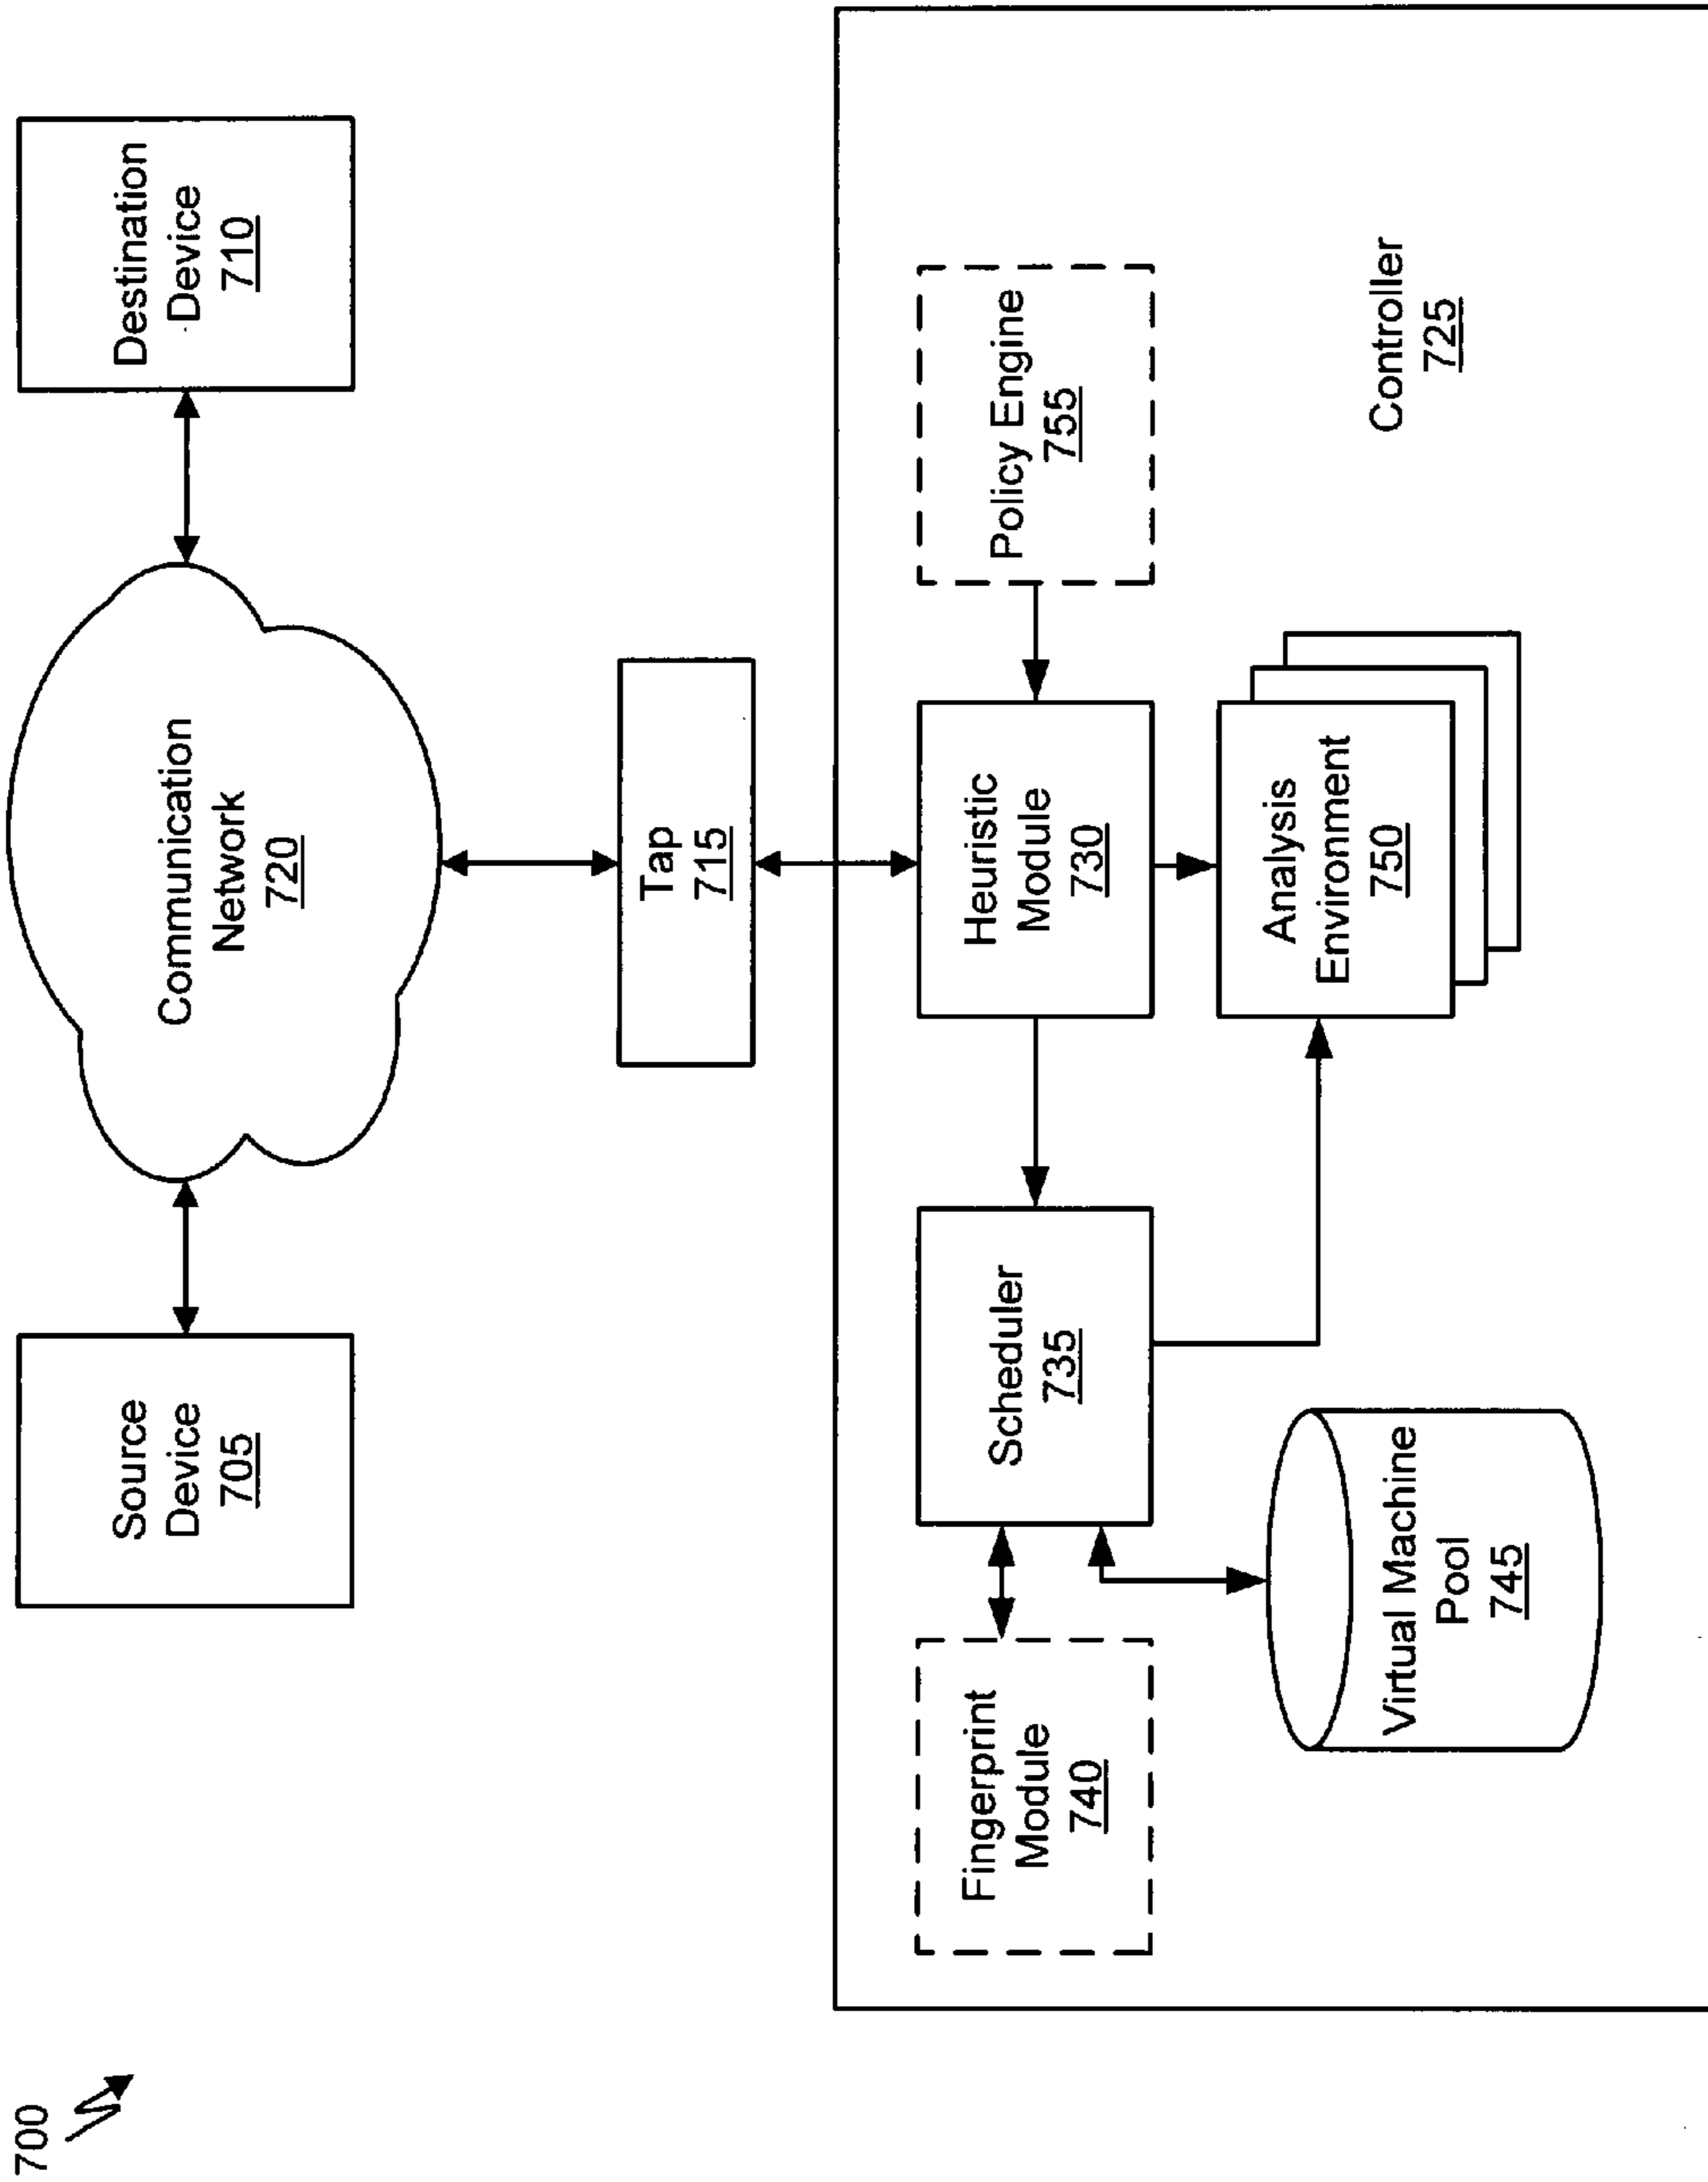 700
Source
Device
705
Communication
Network
720
Destination
Device
710
Tap
715
Fingerprint
Module
740
Scheduler
735
Heuristic
Module
730
Policy Engine
755
Virtual Machine
Pool
745
Analysis
Environment
750
Controller
725